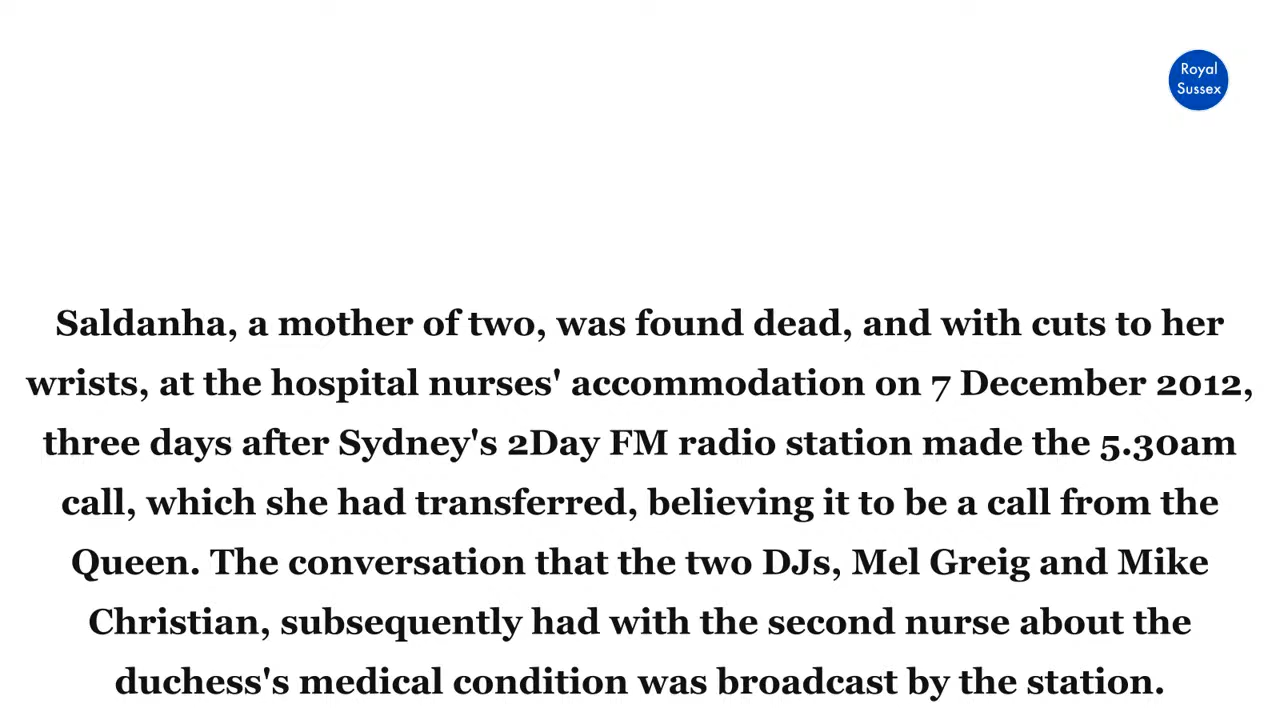 Royal
Sussex
Saldanha, a mother of two, was found dead, and with cuts to her
wrists, at the hospital nurses' accommodation on 7 December 2012,
three days after Sydney's 2Day FM radio station made the 5.30am
call, which she had transferred, believing it to be a call from the
Queen. The conversation that the two DJs, Mel Greig and Mike
Christian, subsequently had with the second nurse about the
duchess's medical condition was broadcast by the station.